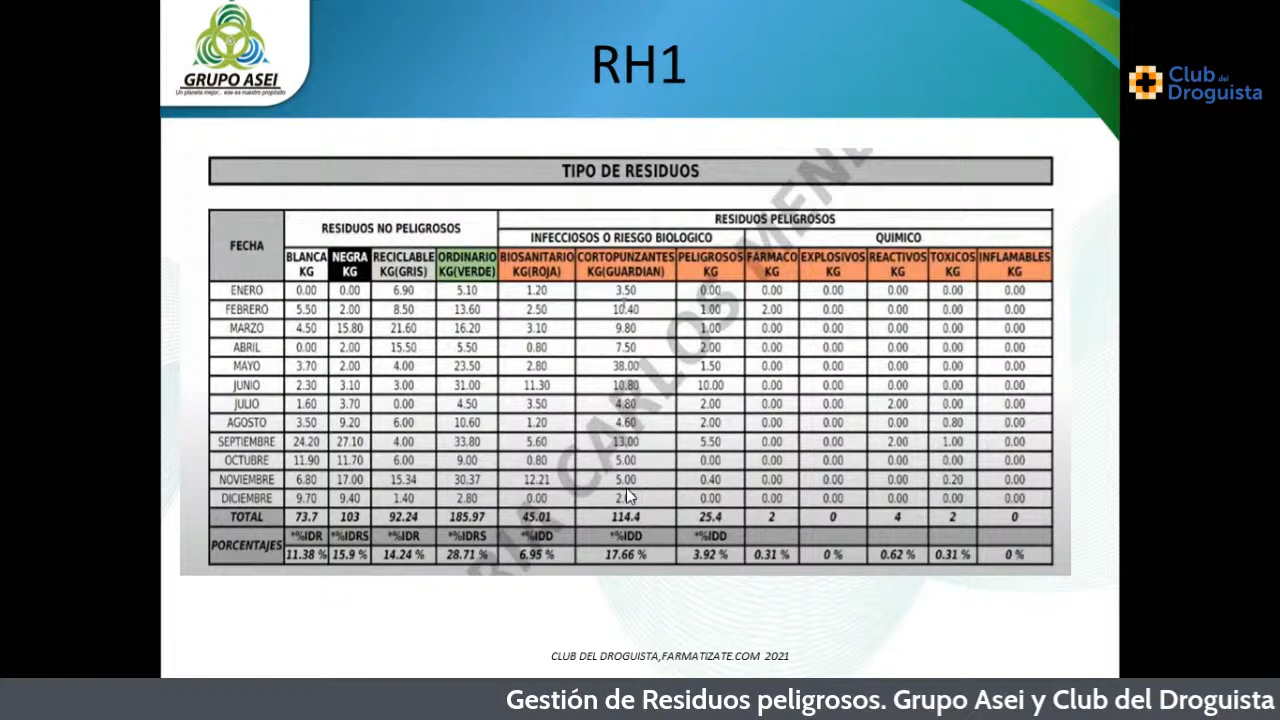 GRUPO ASEI
Un planeta mejor... ese es nuestro propósito
RH1
Club del
Droguista
TIPO DE RESIDUOS
FECHA RESIDUOS NO PELIGROSOS RESIDUOS PELIGROSOS
INFECCIOSOS O RIESGO BIOLOGICO QUIMICO
BLANCA KG NEGRA KG RECICLABLE KG(GRIS) ORDINARIO KG(VERDE) BIOSANITARIO KG(ROJA) CORTOPUNZANTES KG(GUARDIAN) PELIGROSOS KG FARMACO KG EXPLOSIVOS KG REACTIVOS KG TOXICOS KG INFLAMABLES KG
ENERO 0.00 0.00 6.90 5.10 1.20 3.50 0.00 0.00 0.00 0.00 0.00 0.00
FEBRERO 5.50 2.00 8.50 13.60 2.50 10.40 1.00 2.00 0.00 0.00 0.00 0.00
MARZO 4.50 15.80 21.60 16.20 3.10 9.80 1.00 0.00 0.00 0.00 0.00 0.00
ABRIL 0.00 2.00 15.50 5.50 0.80 7.50 2.00 0.00 0.00 0.00 0.00 0.00
MAYO 3.70 2.00 4.00 23.50 2.80 38.00 1.50 0.00 0.00 0.00 0.00 0.00
JUNIO 2.30 3.10 3.00 31.00 11.30 10.80 10.00 0.00 0.00 0.00 0.00 0.00
JULIO 1.60 3.70 0.00 4.50 3.50 4.80 2.00 0.00 0.00 2.00 0.00 0.00
AGOSTO 3.50 9.20 6.00 10.60 1.20 4.60 2.00 0.00 0.00 0.00 0.80 0.00
SEPTIEMBRE 24.20 27.10 4.00 33.80 5.60 13.00 5.50 0.00 0.00 2.00 1.00 0.00
OCTUBRE 11.90 11.70 6.00 9.00 0.80 5.00 0.00 0.00 0.00 0.00 0.00 0.00
NOVIEMBRE 6.80 17.00 15.34 30.37 12.21 5.00 0.40 0.00 0.00 0.00 0.20 0.00
DICIEMBRE 9.70 9.40 1.40 2.80 0.00 0.00 0.00 0.00 0.00 0.00 0.00
TOTAL 73.7 103 92.24 185.97 45.01 114.4 25.4 2 0 4 2 0
PORCENTAJES *%IDR *%IDRS *%IDR *%IDRS *%IDD *%IDD *%IDD
11.38 % 15.9 % 14.24 % 28.71 % 6.95 % 17.66 % 3.92 % 0.31 % 0 % 0.62 % 0.31 % 0 %
CLUB DEL DROGUISTA,FARMATIZATE.COM 2021
Gestión de Residuos peligrosos. Grupo Asei y Club del Droguista